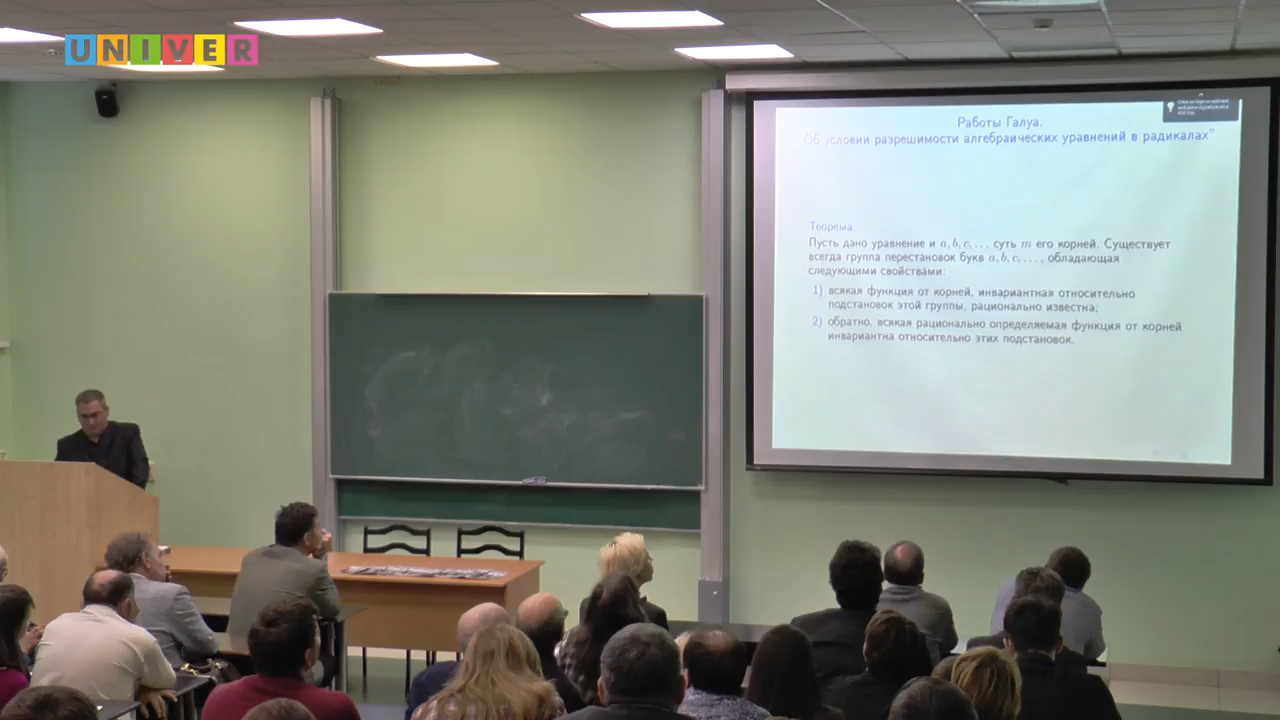 UNIVER
Работы Галуа.
Об условии разрешимости алгебраических уравнений в радикалах"
Теорема
Пусть дано уравнение и a, b, c, ... суть m его корней. Существует
всегда группа перестановок букв a, b, c, ..., обладающая
следующими свойствами:
1) всякая функция от корней, инвариантная относительно
подстановок этой группы, рационально известна;
2) обратно, всякая рационально определяемая функция от корней
инвариантна относительно этих подстановок.